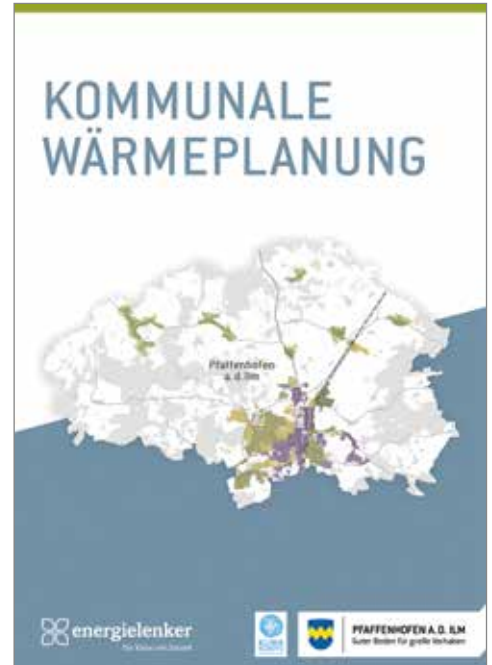 KOMMUNALE
WÄRMEPLANUNG
Pfaffenhofen
a. d. Ilm
energielenker
PFAFFENHOFEN A. D. ILM
Guter Boden für große Vorhaben